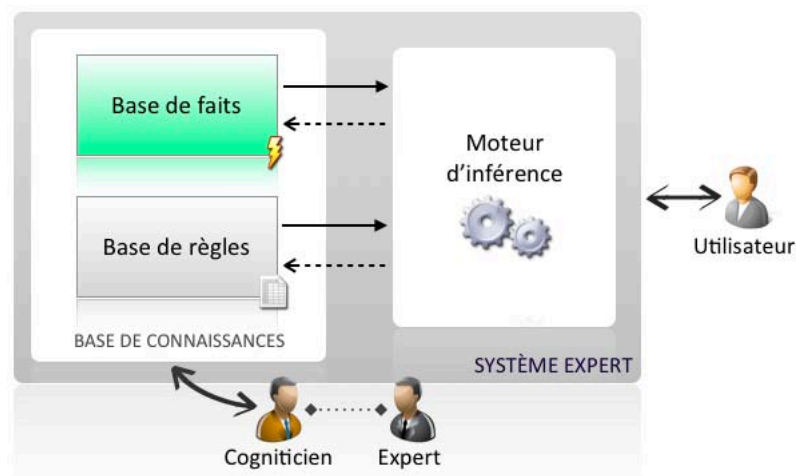 Base de faits
Moteur
d'inférence
Utilisateur
Base de règles
BASE DE CONNAISSANCES
SYSTÈME EXPERT
Cogniticien
Expert